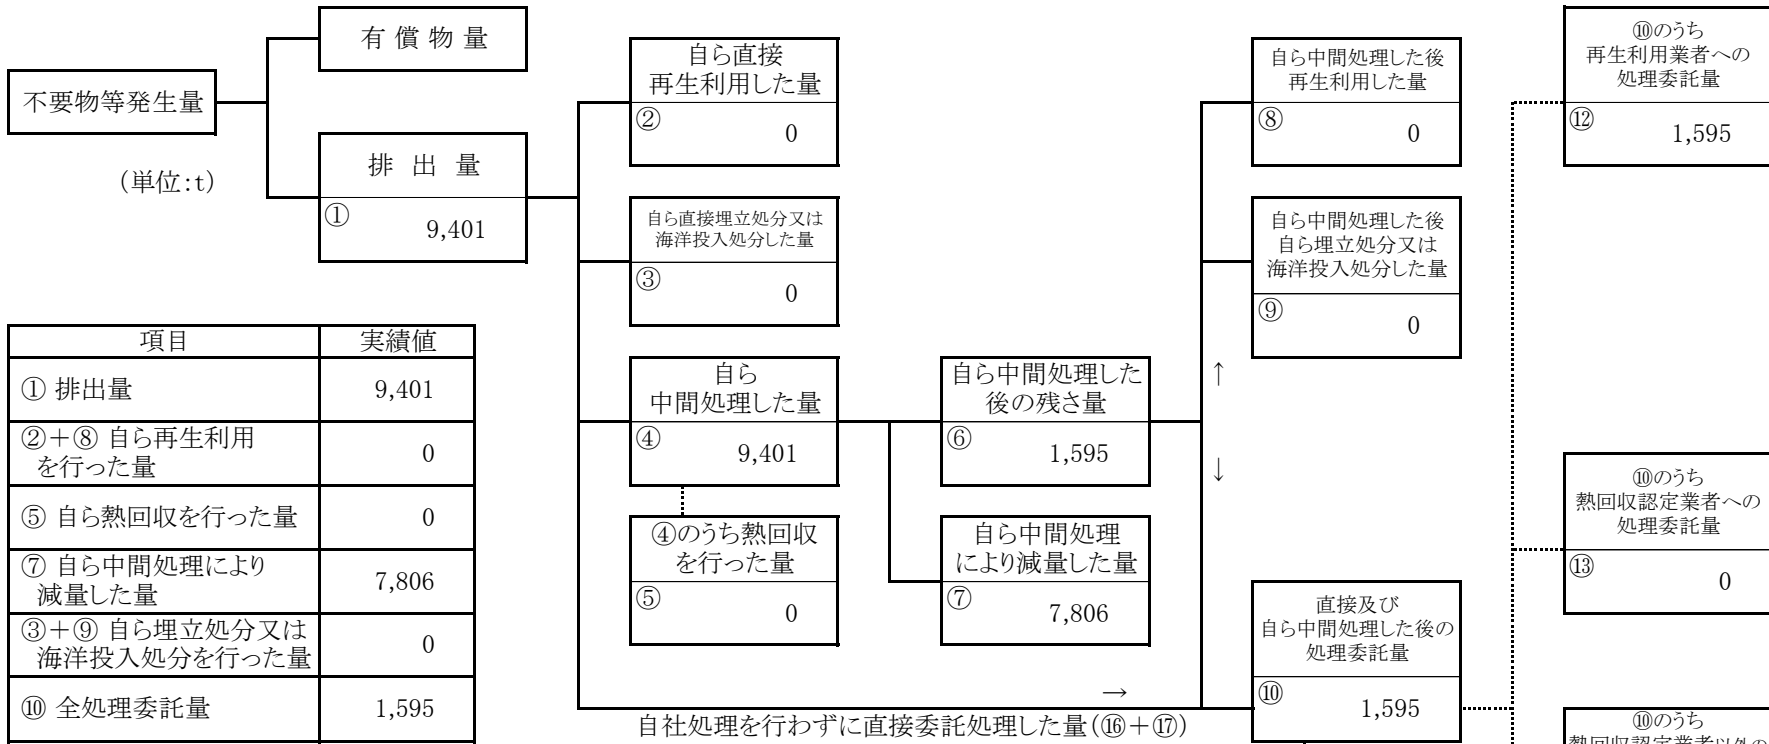 有 償 物 量
不要物等発生量
(単位:t)
排 出 量
① 9,401
自ら直接
再生利用した量
② 0
自ら直接埋立処分又は
海洋投入処分した量
③ 0
自ら
中間処理した量
④ 9,401
④のうち熱回収
を行った量
⑤ 0
自ら中間処理した
後の残さ量
⑥ 1,595
自ら中間処理
により減量した量
⑦ 7,806
自ら中間処理した後
再生利用した量
⑧ 0
自ら中間処理した後
自ら埋立処分又は
海洋投入処分した量
⑨ 0
↑
↓
直接及び
自ら中間処理した後の
処理委託量
⑩ 1,595
→
自社処理を行わずに直接委託処理した量(⑯+⑰)
⑩のうち
再生利用業者への
処理委託量
⑫ 1,595
⑩のうち
熱回収認定業者への
処理委託量
⑬ 0
⑩のうち
熱回収認定業者以外の
項目 実績値
① 排出量 9,401
②+⑧ 自ら再生利用
を行った量 0
⑤ 自ら熱回収を行った量 0
⑦ 自ら中間処理により
減量した量 7,806
③+⑨ 自ら埋立処分又は
海洋投入処分を行った量 0
⑩ 全処理委託量 1,595